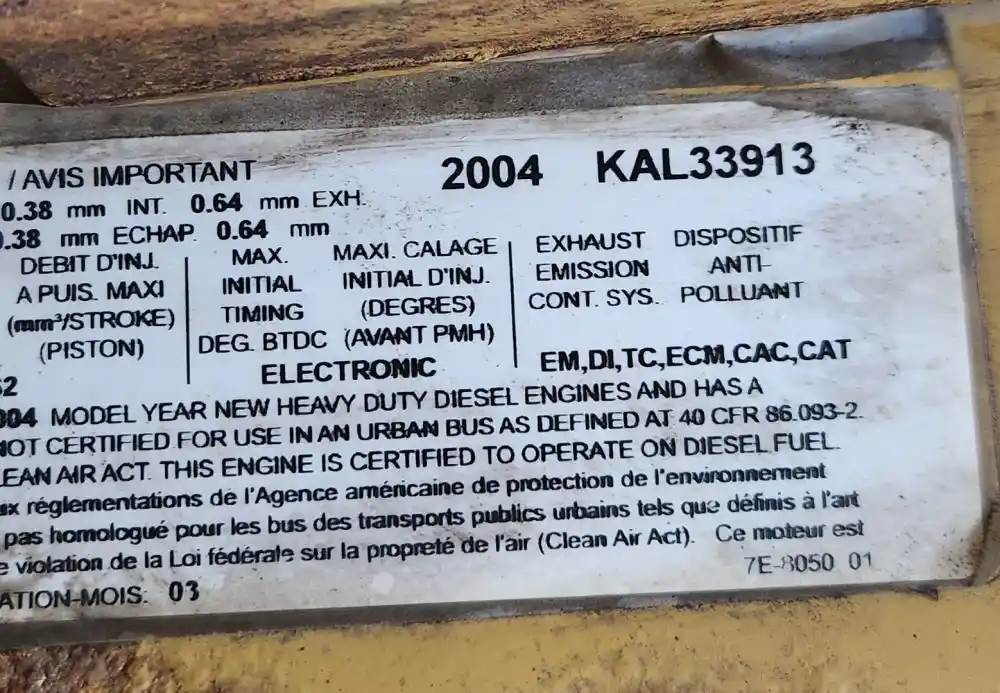 / AVIS IMPORTANT 2004 KAL33913
0.38 mm INT. 0.64 mm EXH.
.38 mm ECHAP. 0.64 mm
DEBIT D'INJ.
A PUIS. MAXI
(mm³/STROKE)
(PISTON)
MAX.
INITIAL
TIMING
DEG. BTDC
MAXI. CALAGE
INITIAL D'INJ.
(DEGRES)
(AVANT PMH)
ELECTRONIC
EXHAUST
EMISSION
CONT. SYS.
DISPOSITIF
ANTI-
POLLUANT
EM,DI,TC,ECM,CAC,CAT
04 MODEL YEAR NEW HEAVY DUTY DIESEL ENGINES AND HAS A
NOT CERTIFIED FOR USE IN AN URBAN BUS AS DEFINED AT 40 CFR 86.093-2.
LEAN AIR ACT. THIS ENGINE IS CERTIFIED TO OPERATE ON DIESEL FUEL.
ux réglementations de l'Agence américaine de protection de l'environnement
pas homologué pour les bus des transports publics urbains tels que définis à l'art
e violation de la Loi fédérale sur la propreté de l'air (Clean Air Act). Ce moteur est
ATION-MOIS: 03 7E-8050 01